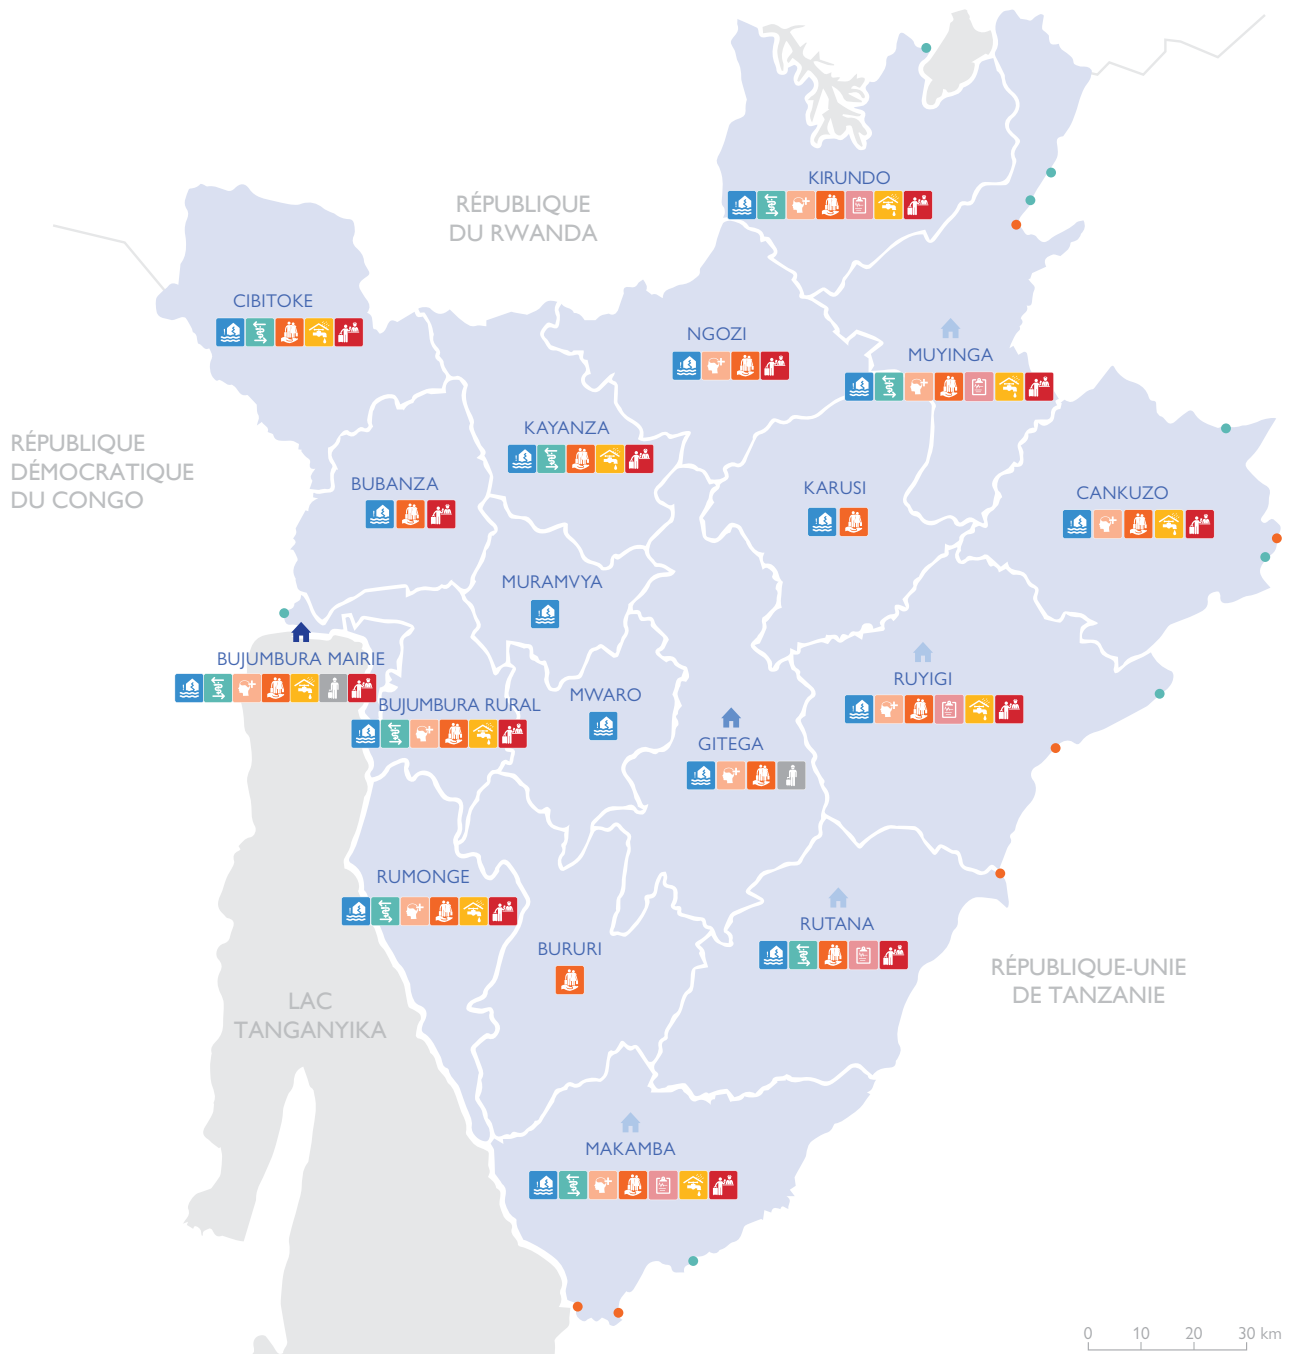 KIRUNDO
RÉPUBLIQUE
DU RWANDA
CIBITOKE
NGOZI
MUYINGA
KAYANZA
RÉPUBLIQUE
DÉMOCRATIQUE
DU CONGO
BUBANZA
KARUSI
CANKUZO
MURAMVYA
BUJUMBURA MAIRIE
RUYIGI
MWARO
BUJUMBURA RURAL
GITEGA
RUMONGE
RUTANA
BURURI
RÉPUBLIQUE-UNIE
DE TANZANIE
LAC
TANGANYIKA
MAKAMBA
0 10 20 30 km